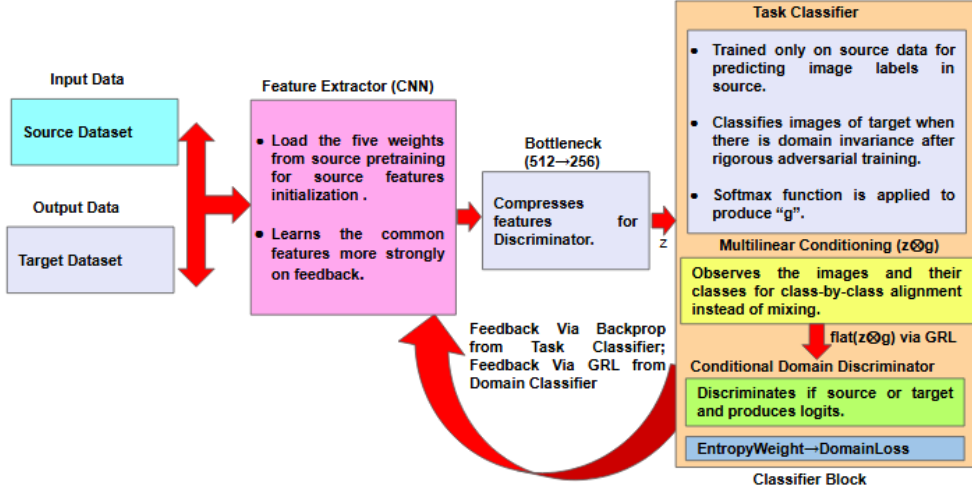 Input Data
Source Dataset
Output Data
Target Dataset
Feature Extractor (CNN)
● Load the five weights
from source pretraining
for source features
initialization .
● Learns the common
features more strongly
on feedback.
Bottleneck
(512→256)
Compresses
features for
Discriminator.
z
Task Classifier
● Trained only on source data for
predicting image labels in
source.
● Classifies images of target when
there is domain invariance after
rigorous adversarial training.
● Softmax function is applied to
produce “g”.
Multilinear Conditioning (z⊗g)
Observes the images and their
classes for class-by-class alignment
instead of mixing.
flat(z⊗g) via GRL
Conditional Domain Discriminator
Discriminates if source or target
and produces logits.
EntropyWeight→DomainLoss
Classifier Block
Feedback Via Backprop
from Task Classifier;
Feedback Via GRL from
Domain Classifier